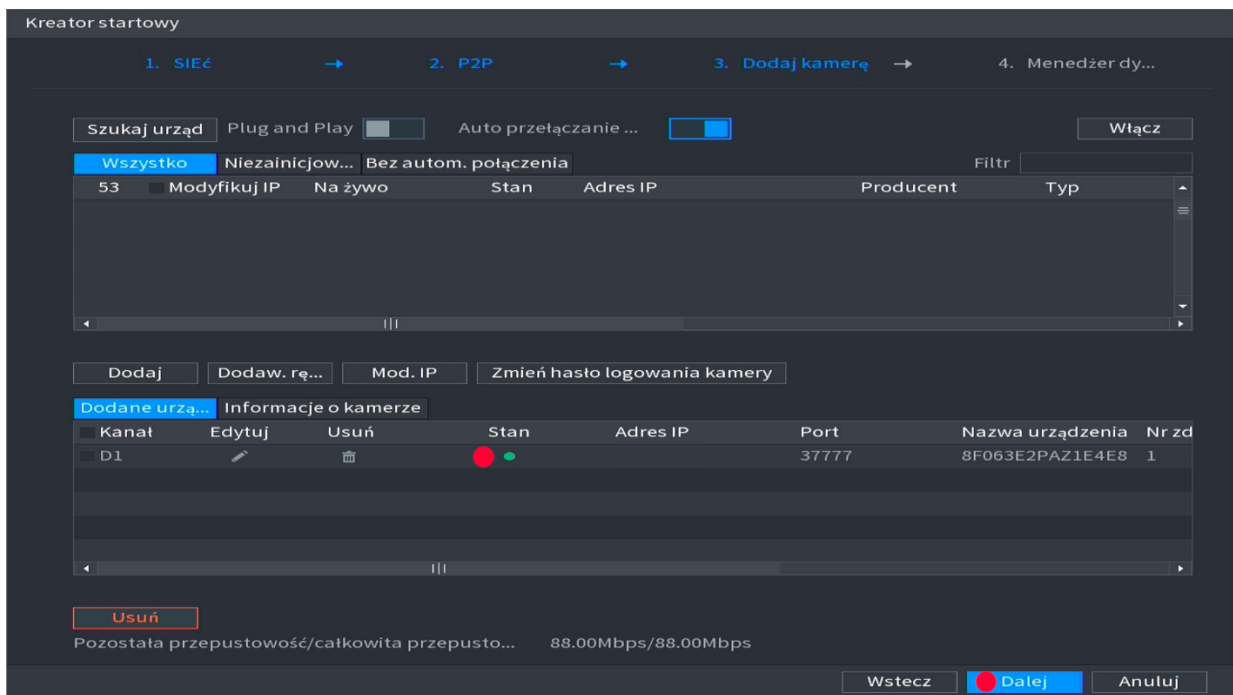 Kreator startowy
1. SIEć → 2. P2P → 3. Dodaj kamerę → 4. Menedżer dy...
Szukaj urząd Plug and Play Auto przełączanie ... Włącz
Wszystko Niezainicjow... Bez autom. połączenia Filtr
53 Modyfikuj IP Na żywo Stan Adres IP Producent Typ
Dodaj Dodaw. rę... Mod. IP Zmień hasło logowania kamery
Dodane urzą... Informacje o kamerze
Kanał Edytuj Usuń Stan Adres IP Port Nazwa urządzenia Nr zd
D1 37777 8F063E2PAZ1E4E8 1
Usuń
Pozostała przepustowość/całkowita przepusto... 88.00Mbps/88.00Mbps
Wstecz Dalej Anuluj